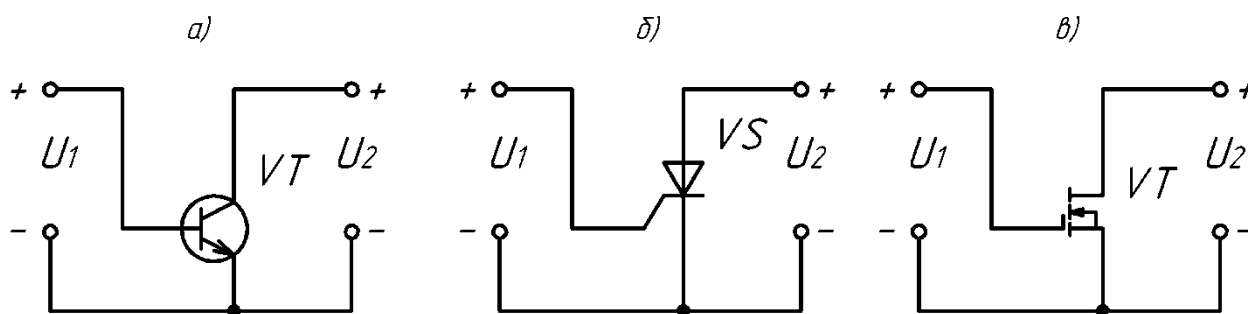 а) б) в)
+ + + + + +
U1 VT U2 U1 VS U2 U1 VT U2
- - - - - -